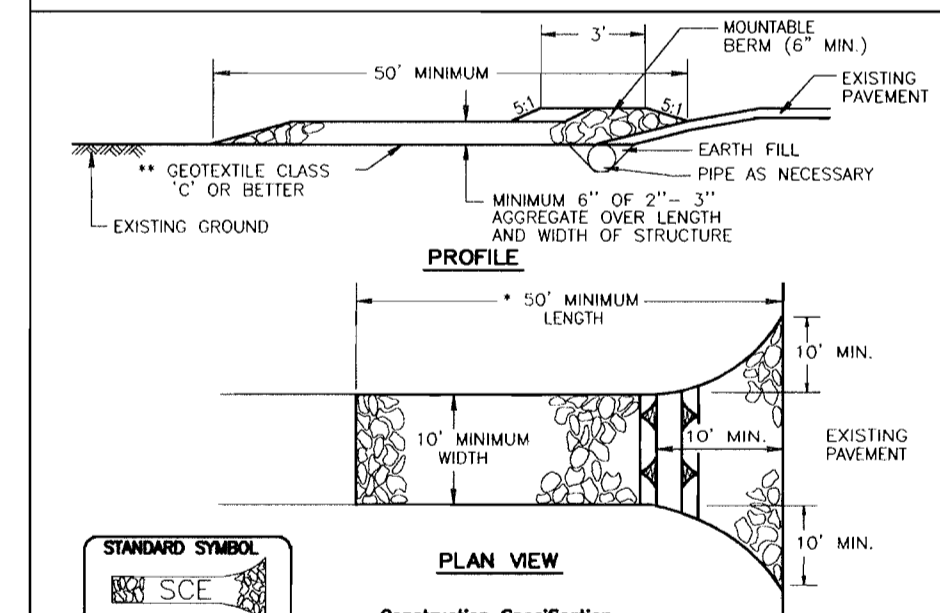 3'
MOUNTABLE
BERM (6" MIN.)
50' MINIMUM
EXISTING
PAVEMENT
5:1
5:1
** GEOTEXTILE CLASS
'C' OR BETTER
EARTH FILL
PIPE AS NECESSARY
MINIMUM 6" OF 2"- 3"
AGGREGATE OVER LENGTH
AND WIDTH OF STRUCTURE
EXISTING GROUND
PROFILE
* 50' MINIMUM
LENGTH
10' MIN.
10' MINIMUM
WIDTH
10' MIN.
EXISTING
PAVEMENT
10' MIN.
STANDARD SYMBOL
SCE
PLAN VIEW
Construction Specification